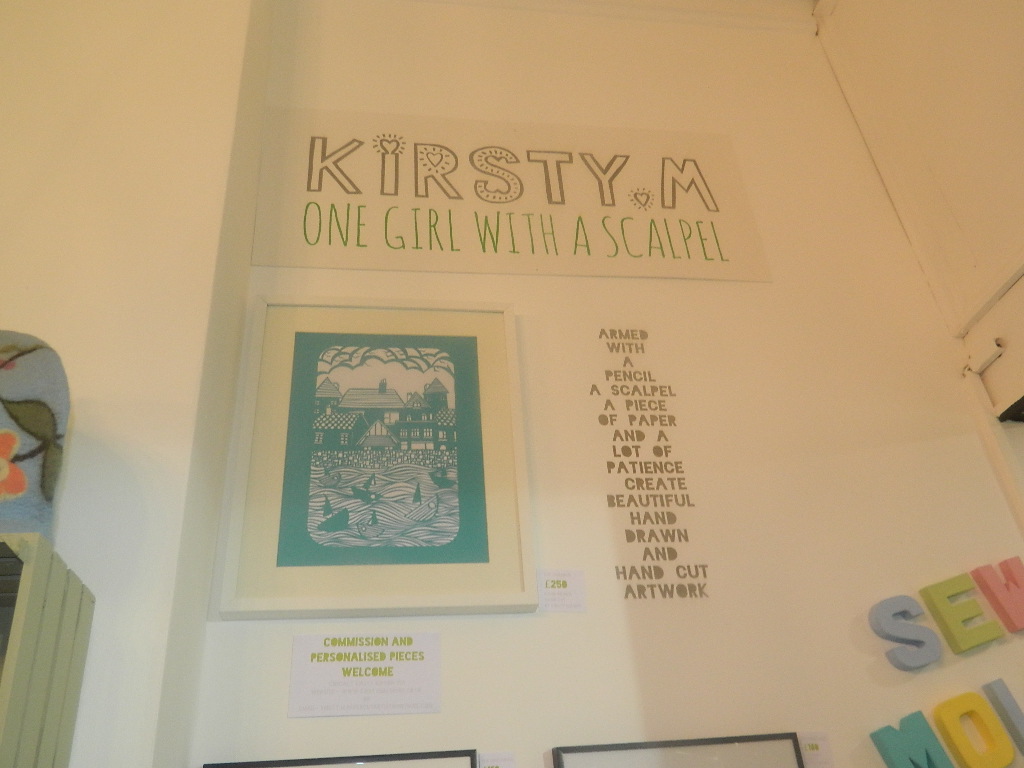 KIRSTY.M
ONE GIRL WITH A SCALPEL
ARMED
WITH
A
PENCIL
A SCALPEL
A PIECE
OF PAPER
AND A
LOT OF
PATIENCE
CREATE
BEAUTIFUL
HAND
DRAWN
AND
HAND CUT
ARTWORK
£250
COMMISSION AND
PERSONALISED PIECES
WELCOME
SEW